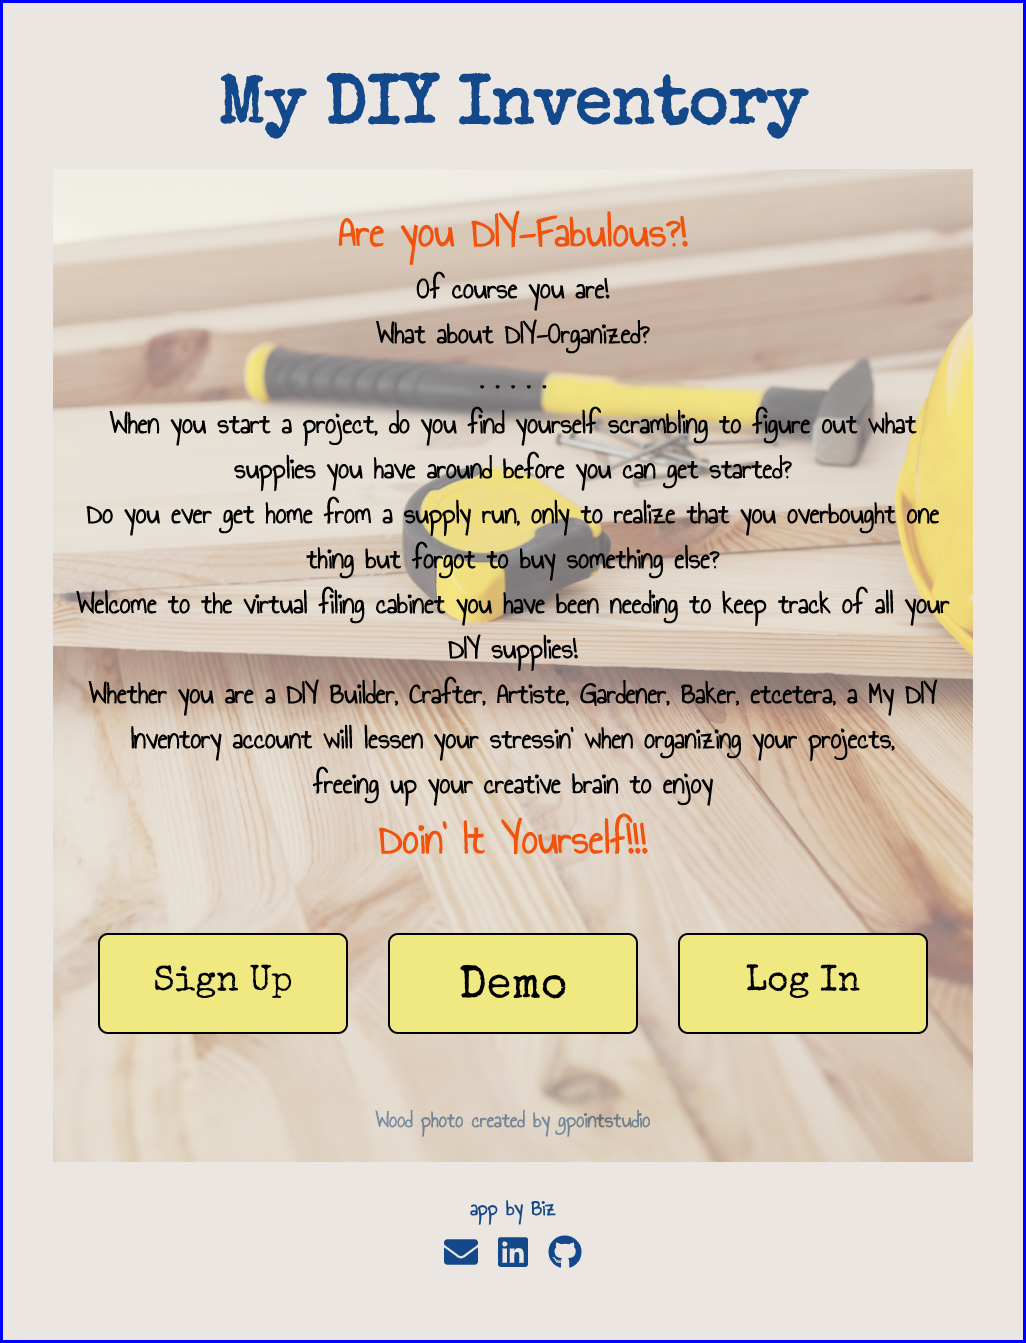 My DIY Inventory
Are you DIY-Fabulous?!
Of course you are!
What about DIY-Organized?
. . . . .
When you start a project, do you find yourself scrambling to figure out what
supplies you have around before you can get started?
Do you ever get home from a supply run, only to realize that you overbought one
thing but forgot to buy something else?
Welcome to the virtual filing cabinet you have been needing to keep track of all your
DIY supplies!
Whether you are a DIY Builder, Crafter, Artiste, Gardener, Baker, etcetera, a My DIY
Inventory account will lessen your stressin' when organizing your projects,
freeing up your creative brain to enjoy
Doin' It Yourself!!!
Sign Up
Demo
Log In
Wood photo created by gpointstudio
app by Biz
in